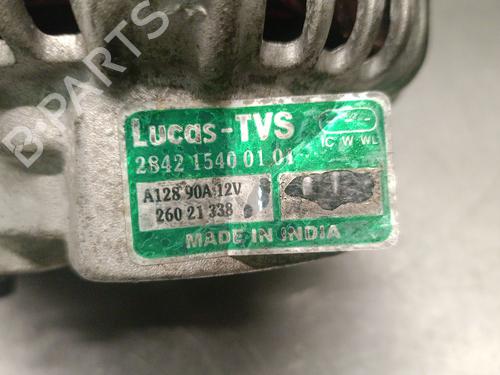 Lucas-TVS
2842 1540 01 01
IC W WL
A128 90A 12V
260 21 338
MADE IN INDIA
B-PARTS